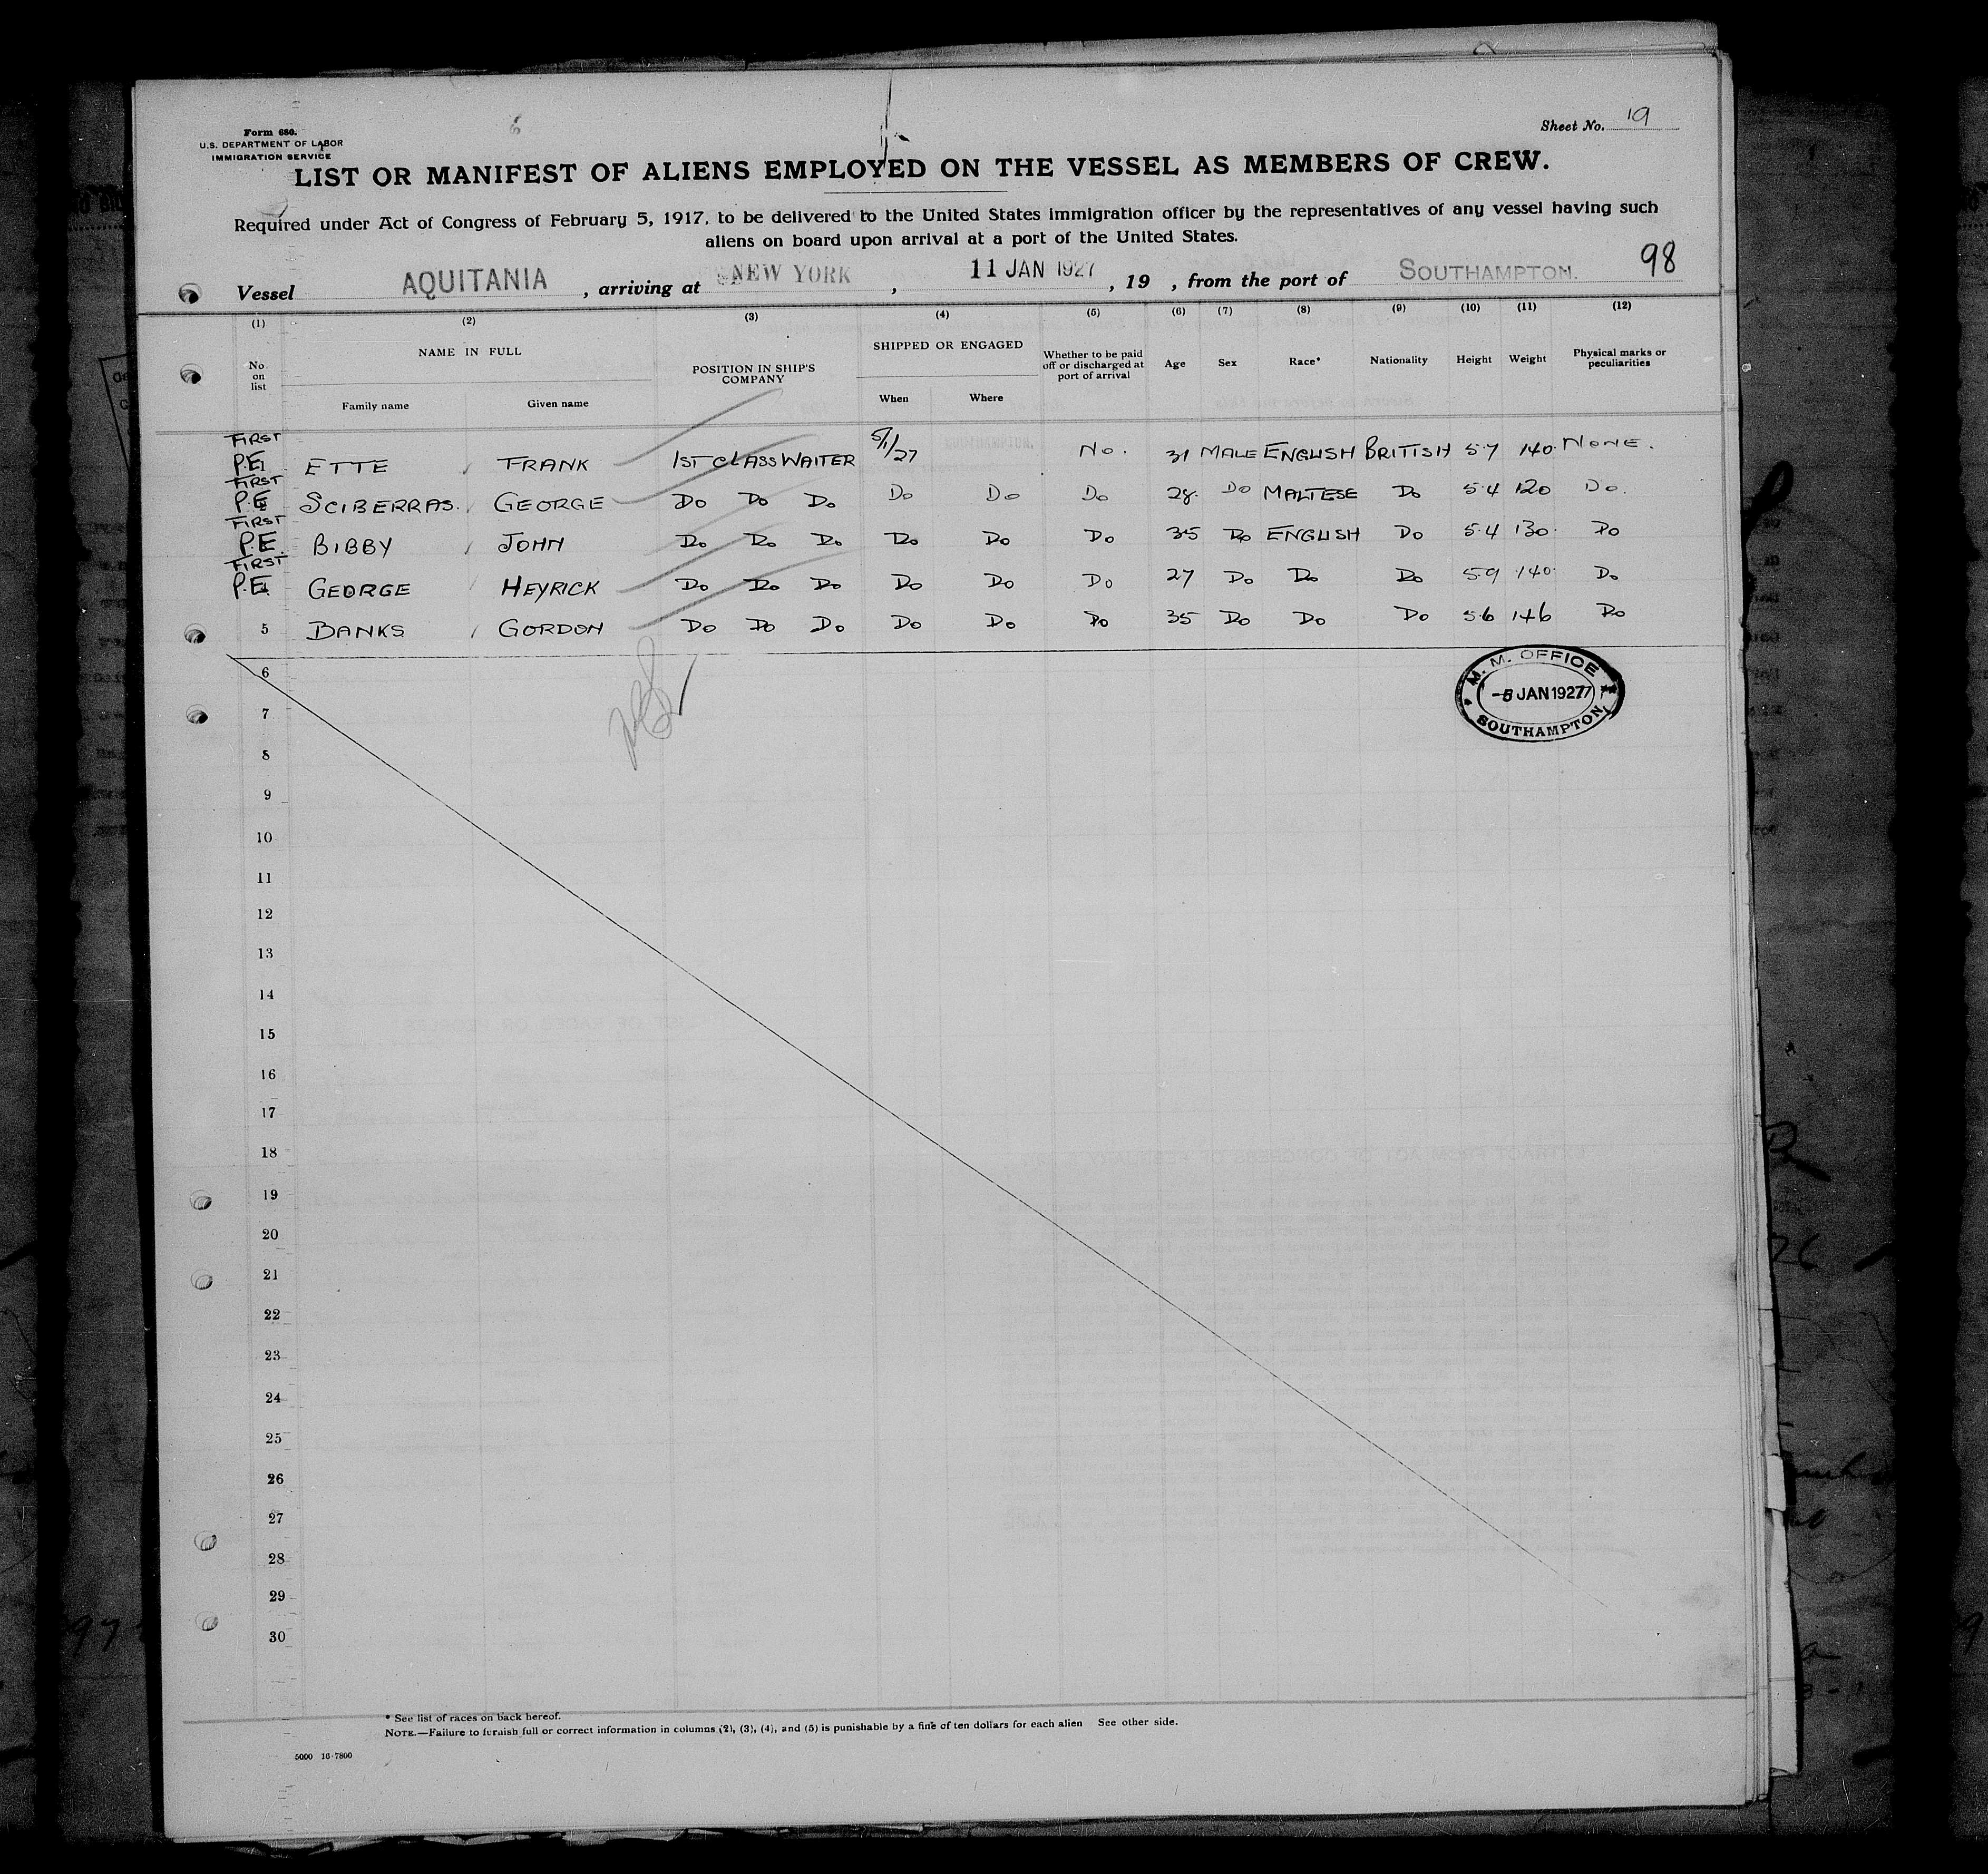 Form 680.
U.S. DEPARTMENT OF LABOR
IMMIGRATION SERVICE
Sheet No. 19
LIST OR MANIFEST OF ALIENS EMPLOYED ON THE VESSEL AS MEMBERS OF CREW.
Required under Act of Congress of February 5, 1917, to be delivered to the United States immigration officer by the representatives of any vessel having such
aliens on board upon arrival at a port of the United States.
98
Vessel AQUITANIA, arriving at NEW YORK, 11 JAN 1927, 19 , from the port of SOUTHAMPTON.
(1) (2) (3) (4) (5) (6) (7) (8) (9) (10) (11) (12)
No on list NAME IN FULL POSITION IN SHIP'S COMPANY SHIPPED OR ENGAGED Whether to be paid off or discharged at port of arrival Age Sex Race* Nationality Height Weight Physical marks or peculiarities
Family name Given name When Where
FIRST
P.E. ETTE FRANK 1ST CLASS WAITER 5/1/27 SOUTHAMPTON. No. 31 MALE ENGLISH BRITISH 5·7 140 NONE.
FIRST
P.E. SCIBERRAS. GEORGE Do Do Do Do Do Do 28. Do MALTESE Do 5·4 120 Do.
FIRST
P.E. BIBBY JOHN Do Do Do Do Do Do 35 Do ENGLISH Do 5·4 130 Do
FIRST
P.E. GEORGE HEYRICK Do Do Do Do Do Do 27 Do Do Do 5·9 140 Do
5 BANKS GORDON Do Do Do Do Do Do 35 Do Do Do 5·6 146 Do
6
M. M. OFFICE
-5 JAN 1927
SOUTHAMPTON
7
8
9
10
11
12
13
14
15
16
17
18
19
20
21
22
23
24
25
26
27
28
29
30
* See list of races on back hereof.
NOTE.—Failure to furnish full or correct information in columns (2), (3), (4), and (5) is punishable by a fine of ten dollars for each alien See other side.
5000 16-7800